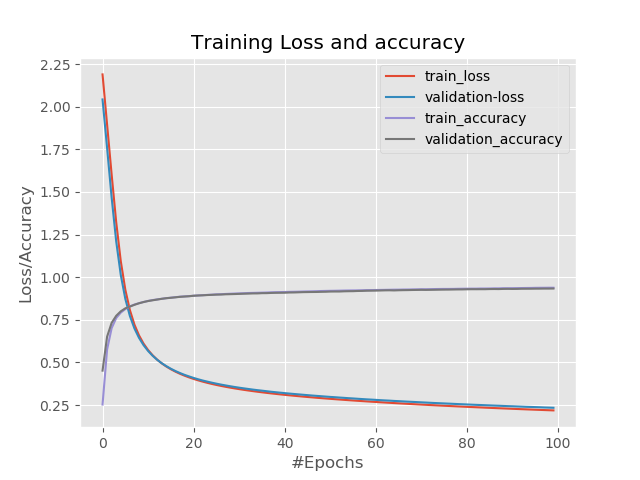 Training Loss and accuracy
train_loss
validation-loss
train_accuracy
validation_accuracy
Loss/Accuracy
2.25
2.00
1.75
1.50
1.25
1.00
0.75
0.50
0.25
0 20 40 60 80 100
#Epochs